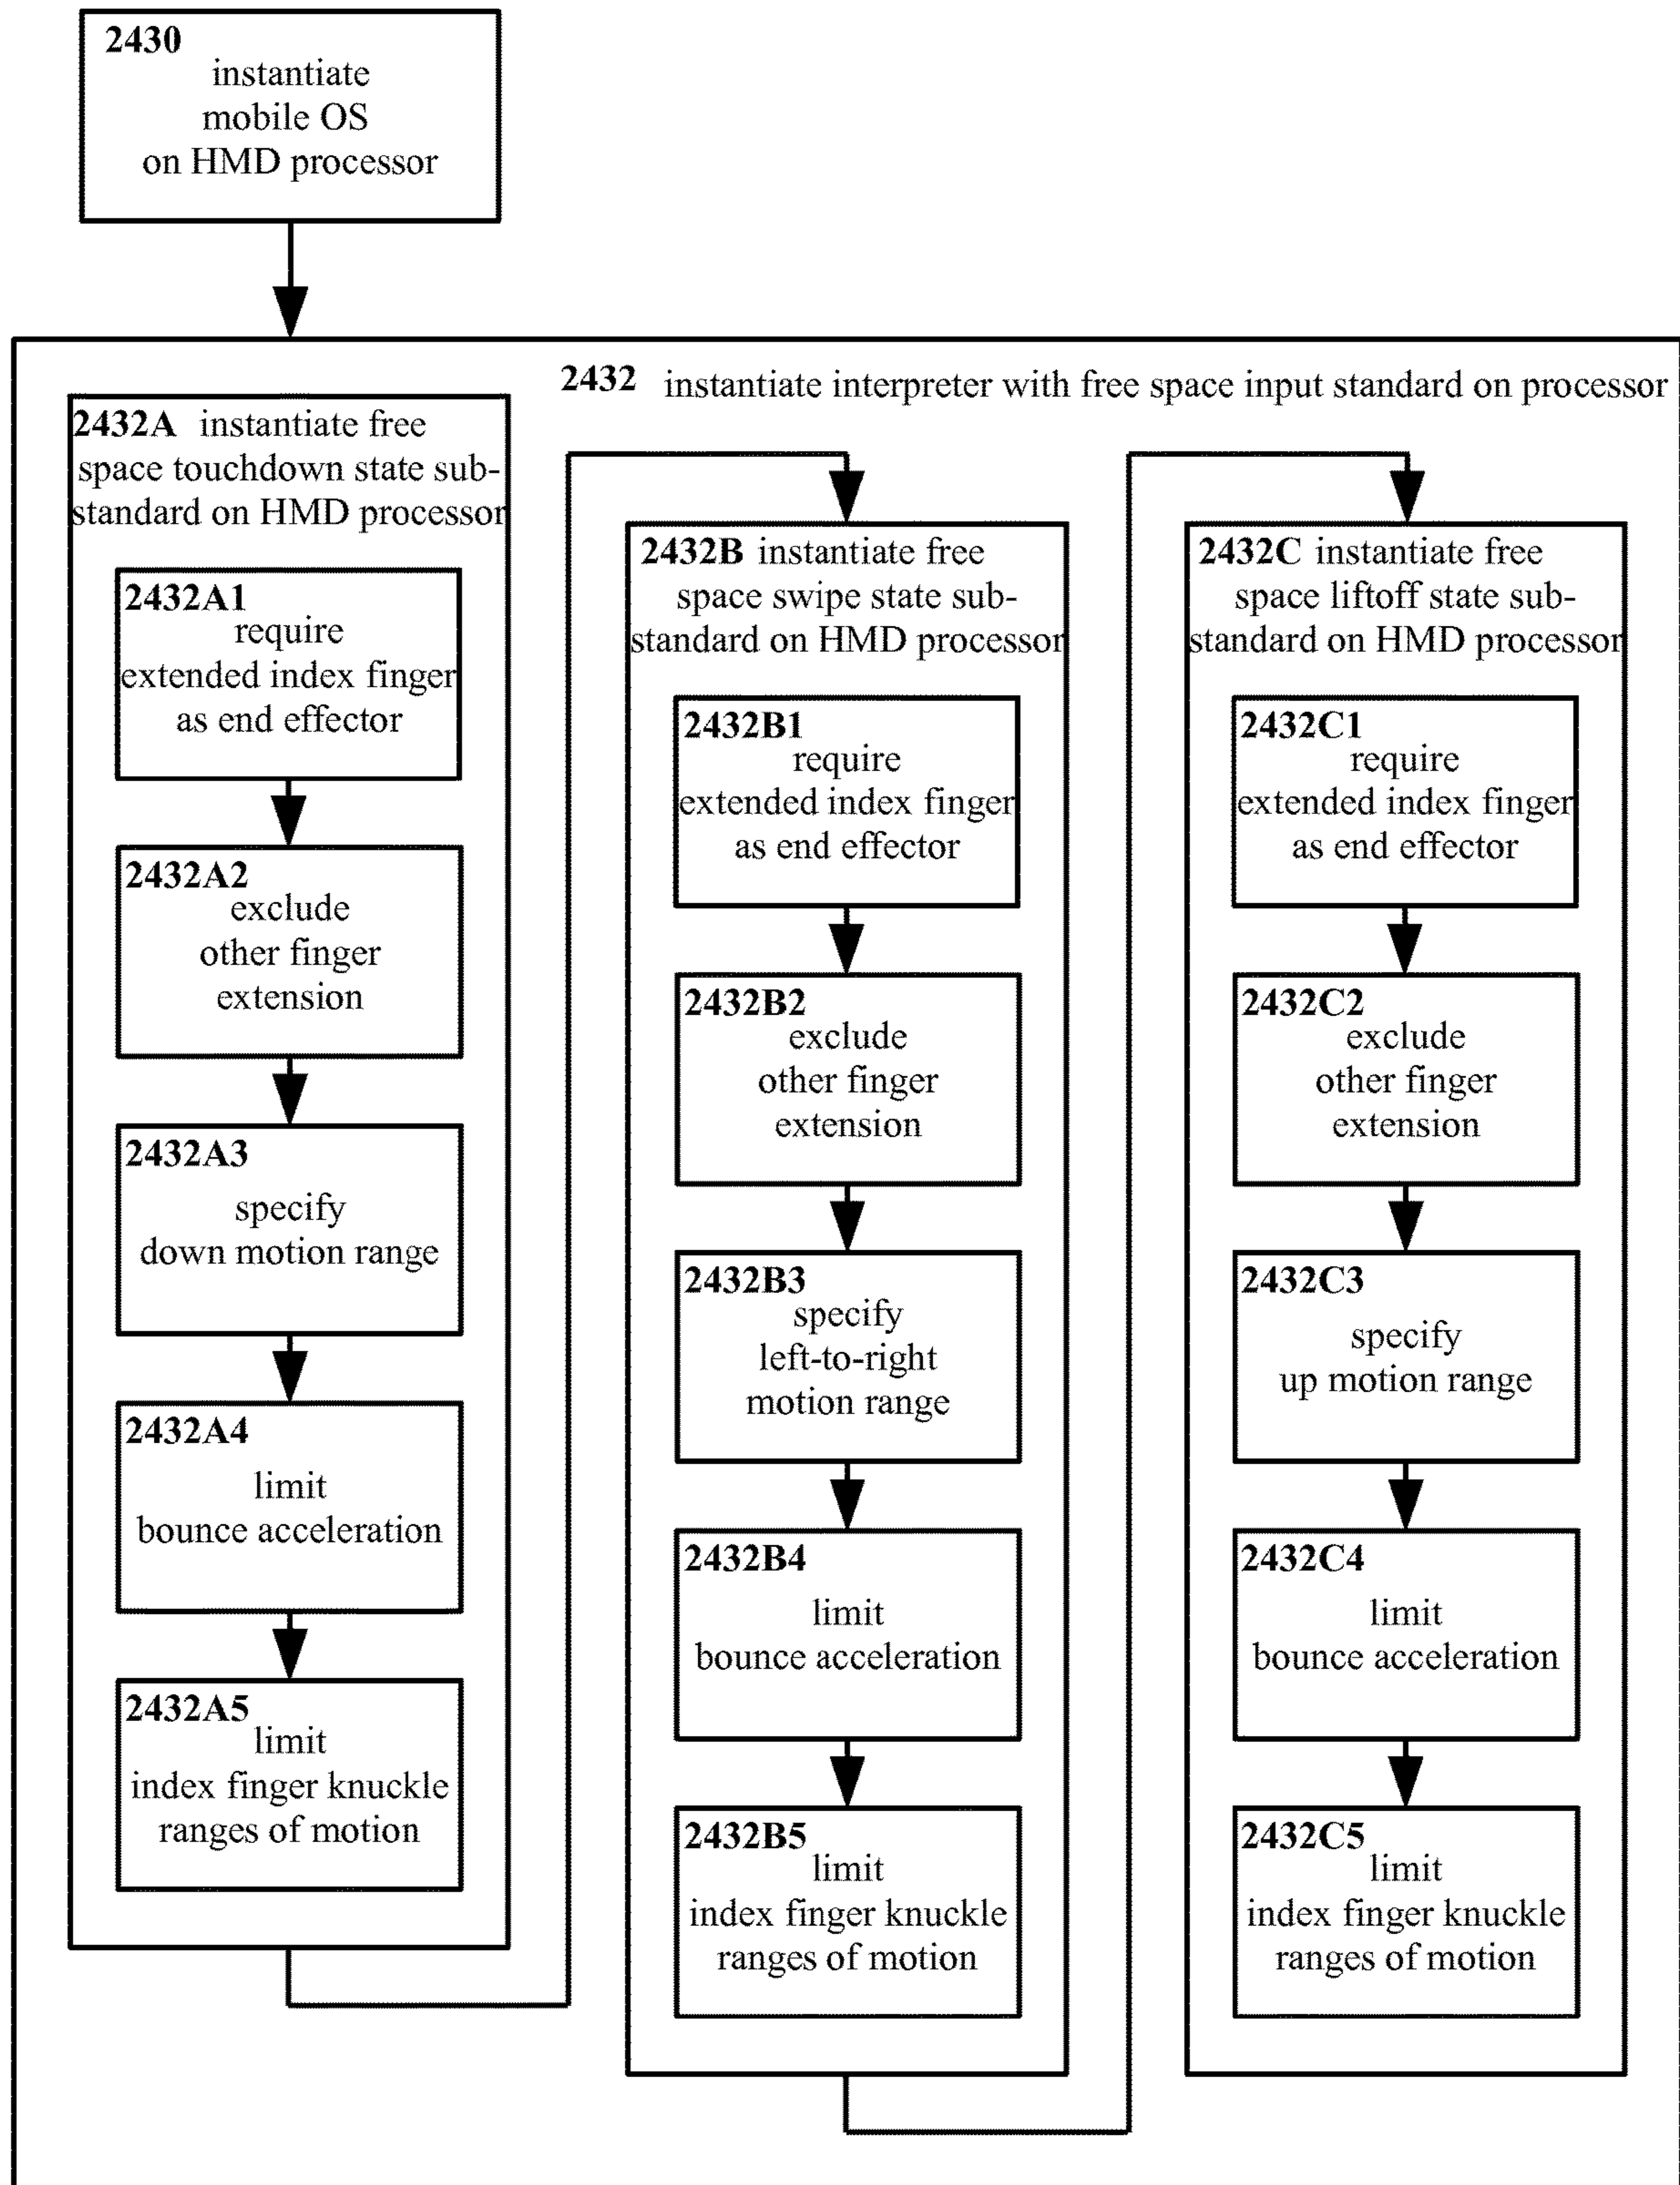 2430
instantiate
mobile OS
on HMD processor
2432 instantiate interpreter with free space input standard on processor
2432A instantiate free
space touchdown state sub-
standard on HMD processor
2432A1
require
extended index finger
as end effector
2432A2
exclude
other finger
extension
2432A3
specify
down motion range
2432A4
limit
bounce acceleration
2432A5
limit
index finger knuckle
ranges of motion
2432B instantiate free
space swipe state sub-
standard on HMD processor
2432B1
require
extended index finger
as end effector
2432B2
exclude
other finger
extension
2432B3
specify
left-to-right
motion range
2432B4
limit
bounce acceleration
2432B5
limit
index finger knuckle
ranges of motion
2432C instantiate free
space liftoff state sub-
standard on HMD processor
2432C1
require
extended index finger
as end effector
2432C2
exclude
other finger
extension
2432C3
specify
up motion range
2432C4
limit
bounce acceleration
2432C5
limit
index finger knuckle
ranges of motion